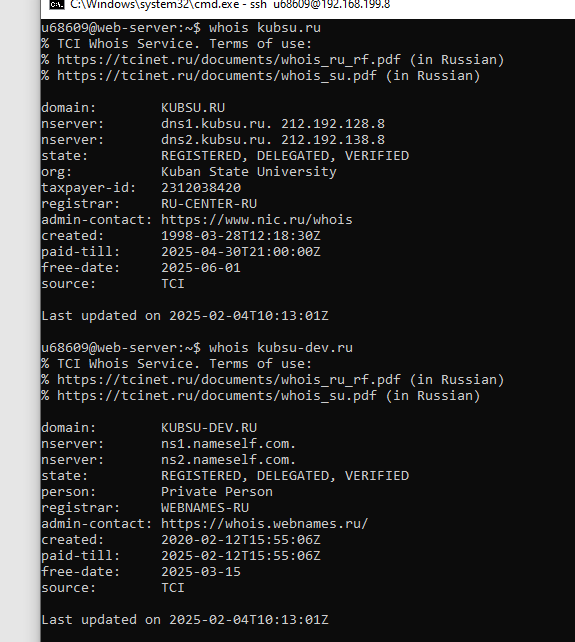 C:\Windows\system32\cmd.exe - ssh u68609@192.168.199.8
u68609@web-server:~$ whois kubsu.ru
% TCI Whois Service. Terms of use:
% https://tcinet.ru/documents/whois_ru_rf.pdf (in Russian)
% https://tcinet.ru/documents/whois_su.pdf (in Russian)

domain:        KUBSU.RU
nserver:       dns1.kubsu.ru. 212.192.128.8
nserver:       dns2.kubsu.ru. 212.192.138.8
state:         REGISTERED, DELEGATED, VERIFIED
org:           Kuban State University
taxpayer-id:   2312038420
registrar:     RU-CENTER-RU
admin-contact: https://www.nic.ru/whois
created:       1998-03-28T12:18:30Z
paid-till:     2025-04-30T21:00:00Z
free-date:     2025-06-01
source:        TCI

Last updated on 2025-02-04T10:13:01Z

u68609@web-server:~$ whois kubsu-dev.ru
% TCI Whois Service. Terms of use:
% https://tcinet.ru/documents/whois_ru_rf.pdf (in Russian)
% https://tcinet.ru/documents/whois_su.pdf (in Russian)

domain:        KUBSU-DEV.RU
nserver:       ns1.nameself.com.
nserver:       ns2.nameself.com.
state:         REGISTERED, DELEGATED, VERIFIED
person:        Private Person
registrar:     WEBNAMES-RU
admin-contact: https://whois.webnames.ru/
created:       2020-02-12T15:55:06Z
paid-till:     2025-02-12T15:55:06Z
free-date:     2025-03-15
source:        TCI

Last updated on 2025-02-04T10:13:01Z